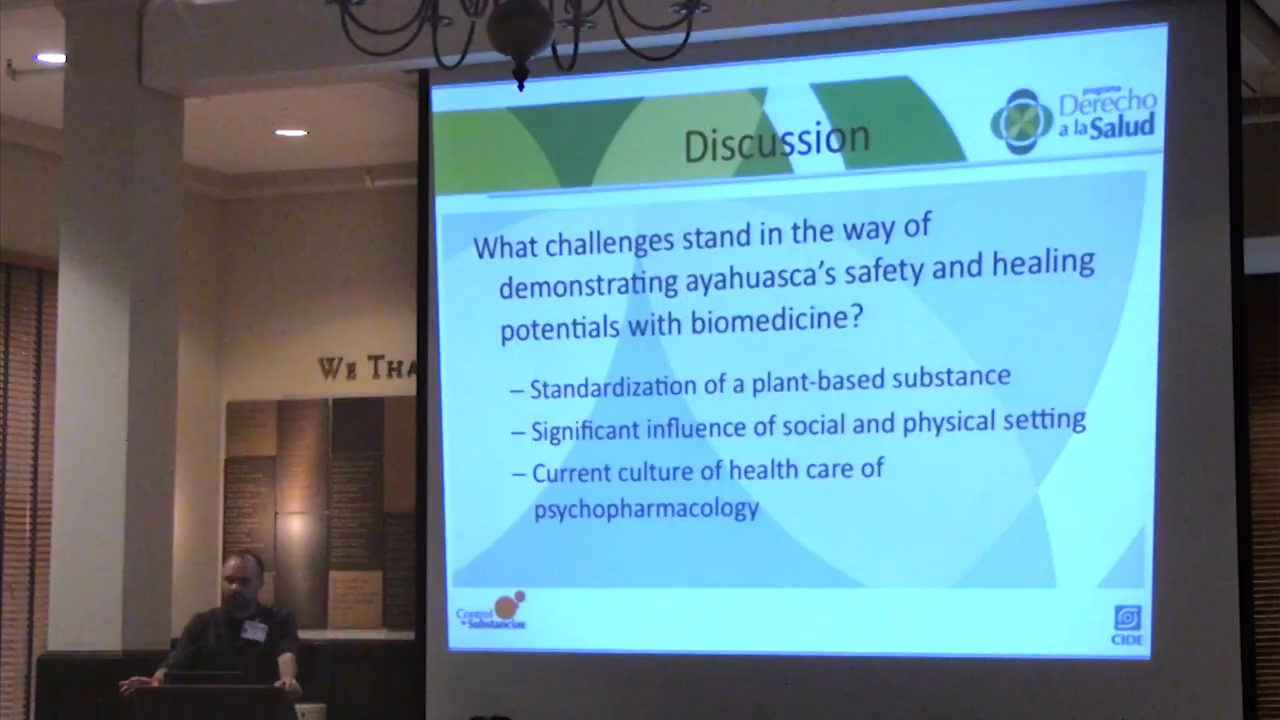 Discussion
programa
Derecho
a la Salud
What challenges stand in the way of
demonstrating ayahuasca's safety and healing
potentials with biomedicine?
– Standardization of a plant-based substance
– Significant influence of social and physical setting
– Current culture of health care of
psychopharmacology
WE THA
Control
de Substancias
CIDE